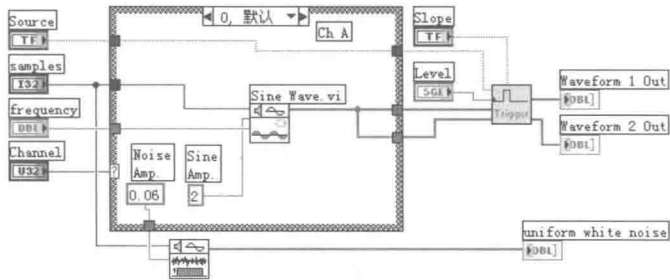 Source
TF
samples
I32
frequency
DBL
Channel
U32
0, 默认
Ch A
Sine Wave.vi
Noise Amp.
0.06
Sine Amp.
2
?
Slope
TF
Level
SGL
Trigger
Waveform 1 Out
DBL]
Waveform 2 Out
DBL]
uniform white noise
DBL]